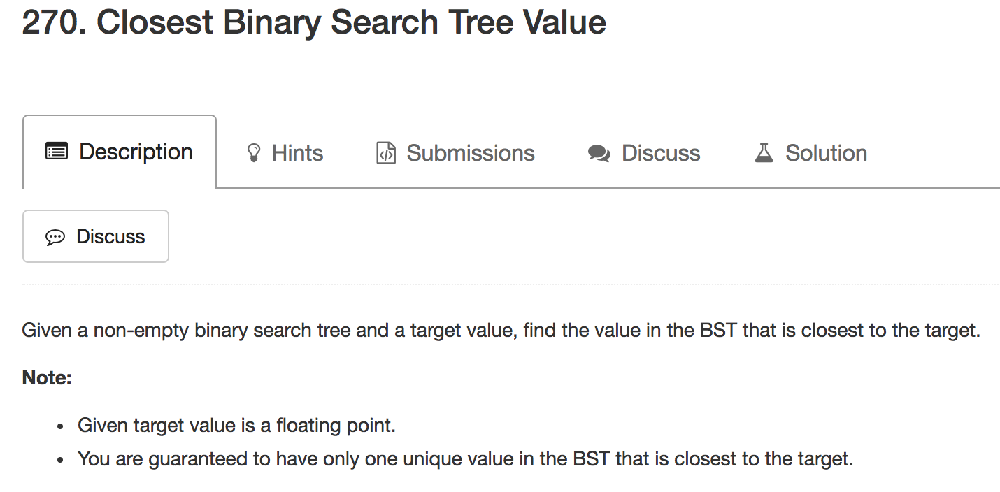 270. Closest Binary Search Tree Value
Description Hints Submissions Discuss Solution
Discuss
Given a non-empty binary search tree and a target value, find the value in the BST that is closest to the target.
Note:
• Given target value is a floating point.
• You are guaranteed to have only one unique value in the BST that is closest to the target.